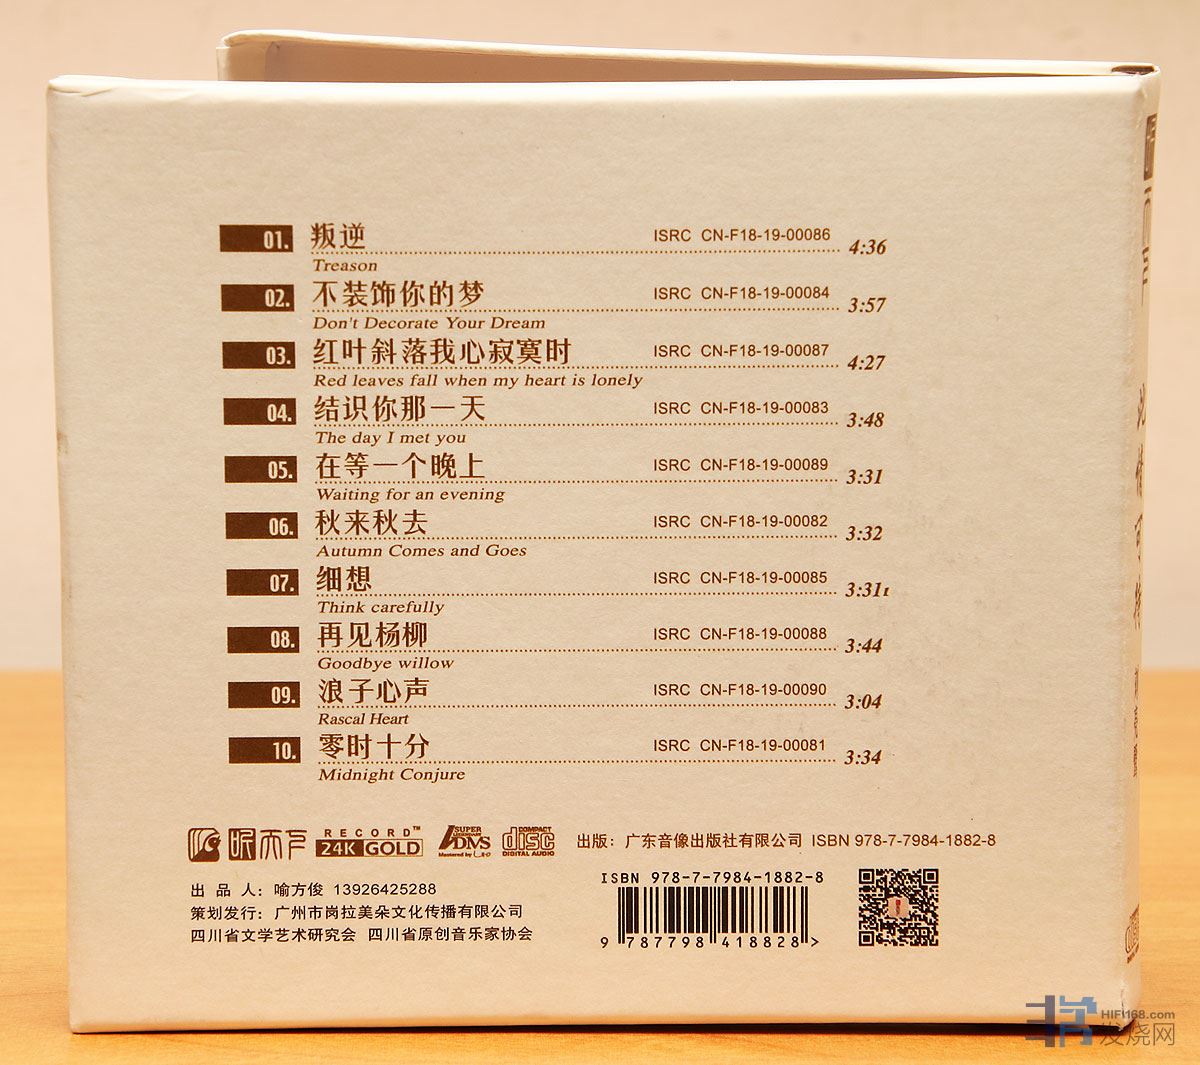 01. 叛逆 ISRC CN-F18-19-00086 4:36
Treason
02. 不装饰你的梦 ISRC CN-F18-19-00084 3:57
Don't Decorate Your Dream
03. 红叶斜落我心寂寞时 ISRC CN-F18-19-00087 4:27
Red leaves fall when my heart is lonely
04. 结识你那一天 ISRC CN-F18-19-00083 3:48
The day I met you
05. 在等一个晚上 ISRC CN-F18-19-00089 3:31
Waiting for an evening
06. 秋来秋去 ISRC CN-F18-19-00082 3:32
Autumn Comes and Goes
07. 细想 ISRC CN-F18-19-00085 3:31
Think carefully
08. 再见杨柳 ISRC CN-F18-19-00088 3:44
Goodbye willow
09. 浪子心声 ISRC CN-F18-19-00090 3:04
Rascal Heart
10. 零时十分 ISRC CN-F18-19-00081 3:34
Midnight Conjure
RECORD™
24K GOLD
SUPER
DMS
Mastered by
COMPACT
disc
DIGITAL AUDIO
出版：广东音像出版社有限公司 ISBN 978-7-7984-1882-8
出 品 人：喻方俊 13926425288
策划发行：广州市岗拉美朵文化传播有限公司
四川省文学艺术研究会 四川省原创音乐家协会
ISBN 978-7-7984-1882-8
9 787798 418828 >
HIFI168.com
发烧网